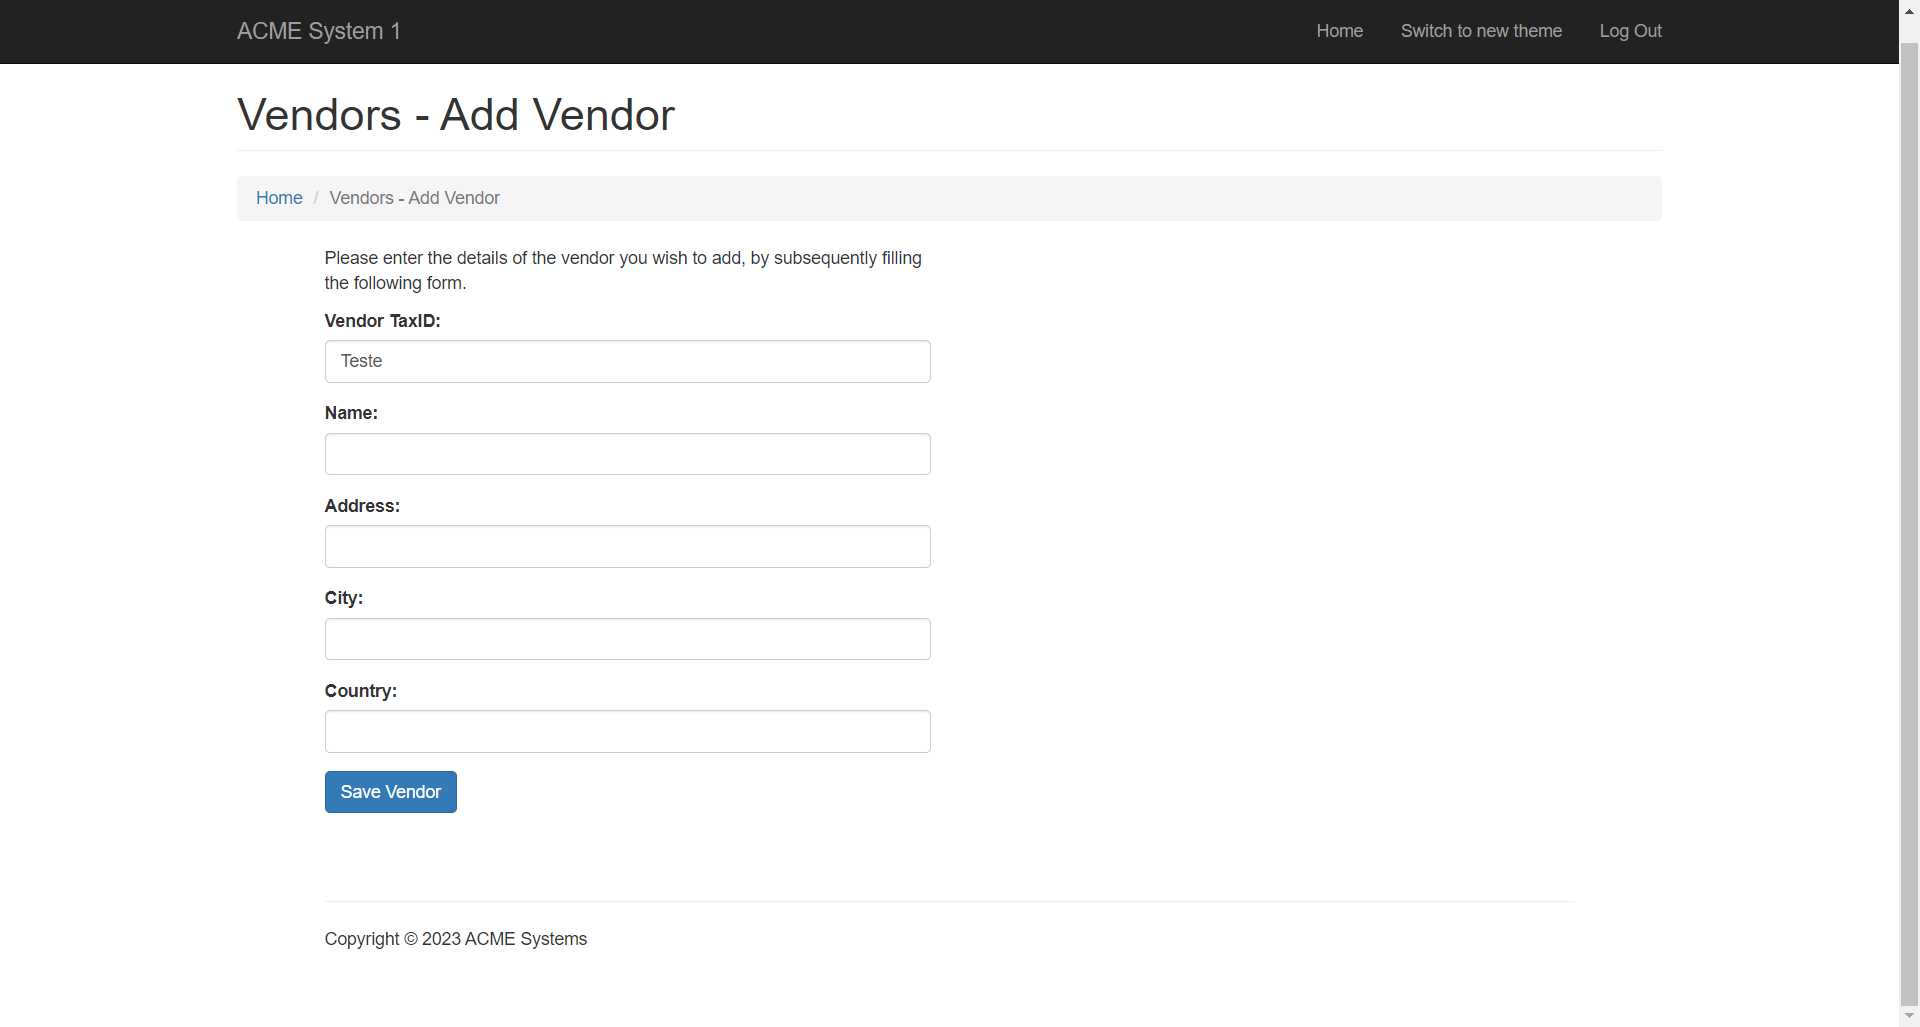 ACME System 1
Home
Switch to new theme
Log Out
Vendors - Add Vendor
Home / Vendors - Add Vendor
Please enter the details of the vendor you wish to add, by subsequently filling
the following form.
Vendor TaxID:
Teste
Name:
Address:
City:
Country:
Save Vendor
Copyright © 2023 ACME Systems